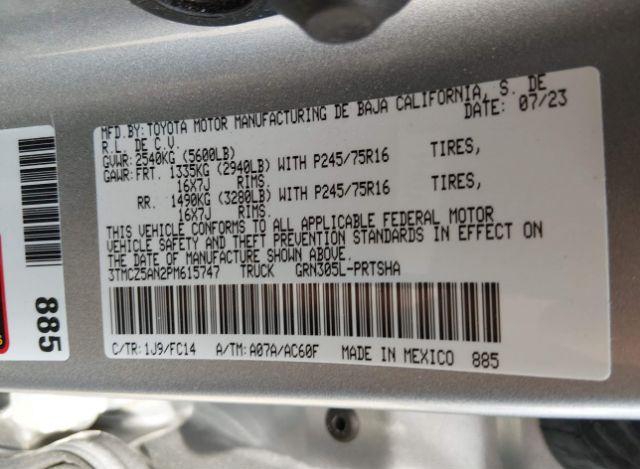 MFD.BY:TOYOTA MOTOR MANUFACTURING DE BAJA CALIFORNIA, S. DE
R.L. DE C.V. DATE: 07/23
GVWR:2540KG (5600LB)
GAWR:FRT. 1335KG (2940LB) WITH P245/75R16 TIRES,
16X7J RIMS.
RR. 1490KG (3280LB) WITH P245/75R16 TIRES,
16X7J RIMS.
THIS VEHICLE CONFORMS TO ALL APPLICABLE FEDERAL MOTOR
VEHICLE SAFETY AND THEFT PREVENTION STANDARDS IN EFFECT ON
THE DATE OF MANUFACTURE SHOWN ABOVE.
3TMCZ5AN2PM615747 TRUCK GRN305L-PRTSHA
C/TR:1J9/FC14 A/TM:A07A/AC60F MADE IN MEXICO 885
885